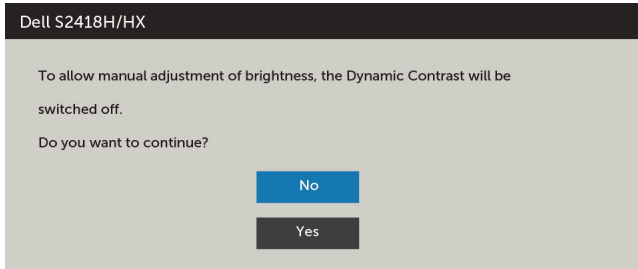 Dell S2418H/HX
To allow manual adjustment of brightness, the Dynamic Contrast will be
switched off.
Do you want to continue?
No
Yes